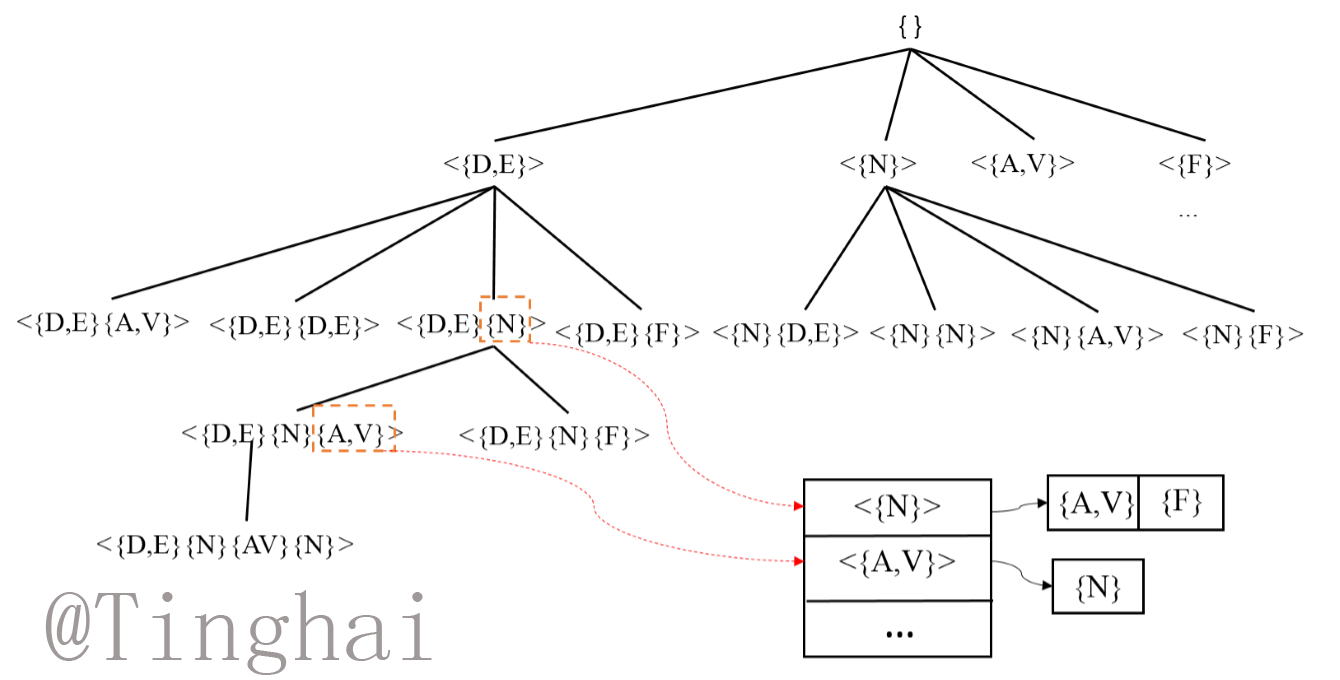 { }
<{D,E}> <{N}> <{A,V}> <{F}>
...
<{D,E}{A,V}> <{D,E}{D,E}> <{D,E}{N}> <{D,E}{F}> <{N}{D,E}> <{N}{N}> <{N}{A,V}> <{N}{F}>
<{D,E}{N}{A,V}> <{D,E}{N}{F}>
<{N}> {A,V} {F}
<{D,E}{N}{AV}{N}> <{A,V}> {N}
...
@Tinghai